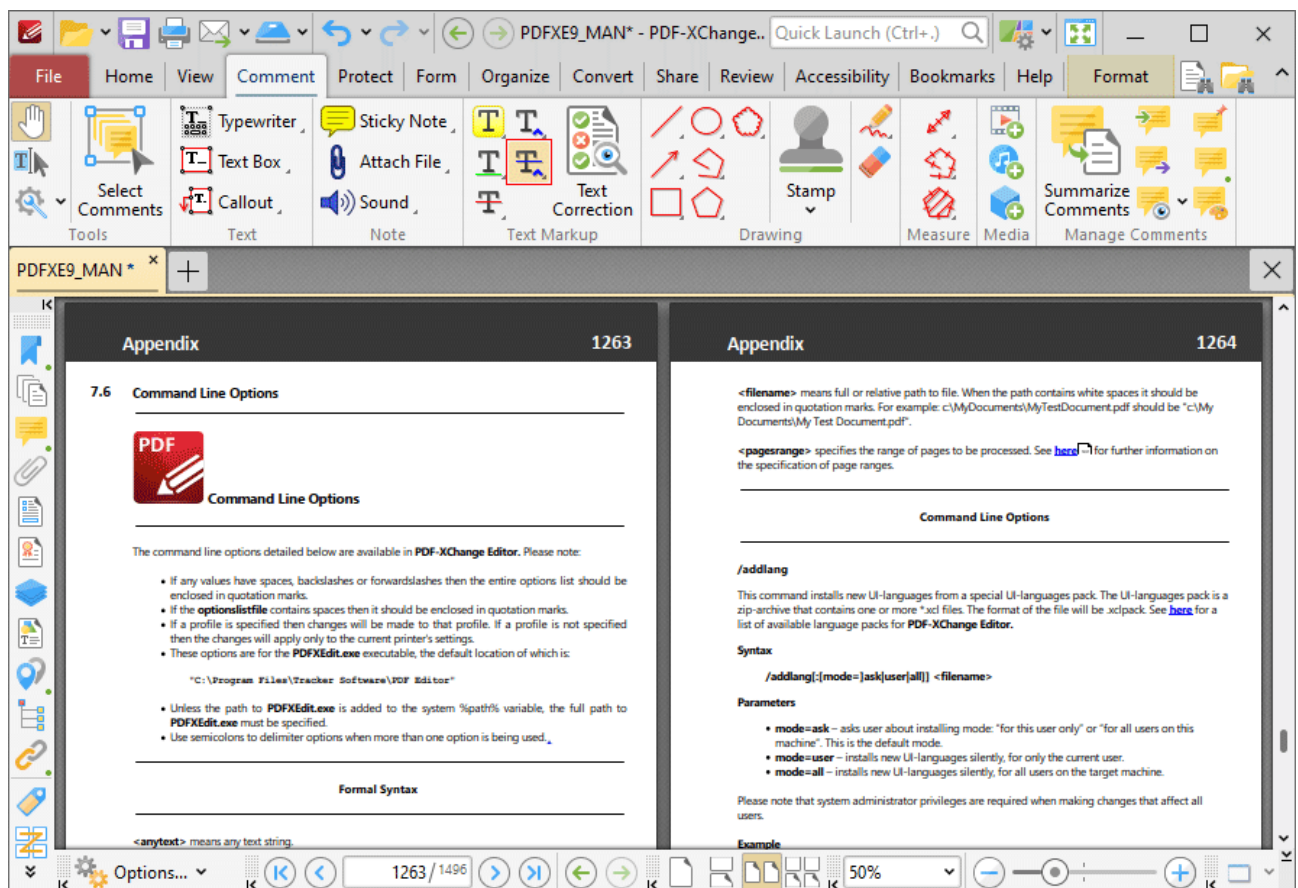 PDFXE9_MAN* - PDF-XChange..
Quick Launch (Ctrl+.)
File Home View Comment Protect Form Organize Convert Share Review Accessibility Bookmarks Help Format
Typewriter Sticky Note
Text Box Attach File
Callout Sound
Select Comments
Text Correction
Stamp
Summarize Comments
Tools Text Note Text Markup Drawing Measure Media Manage Comments
PDFXE9_MAN *
Appendix 1263
7.6 Command Line Options
PDF
Command Line Options
The command line options detailed below are available in PDF-XChange Editor. Please note:
• If any values have spaces, backslashes or forwardslashes then the entire options list should be
enclosed in quotation marks.
• If the optionslistfile contains spaces then it should be enclosed in quotation marks.
• If a profile is specified then changes will be made to that profile. If a profile is not specified
then the changes will apply only to the current printer's settings.
• These options are for the PDFXEdit.exe executable, the default location of which is:
"C:\Program Files\Tracker Software\PDF Editor"
• Unless the path to PDFXEdit.exe is added to the system %path% variable, the full path to
PDFXEdit.exe must be specified.
• Use semicolons to delimiter options when more than one option is being used.
Formal Syntax
<anytext> means any text string.
Appendix 1264
<filename> means full or relative path to file. When the path contains white spaces it should be
enclosed in quotation marks. For example: c:\MyDocuments\MyTestDocument.pdf should be "c:\My
Documents\My Test Document.pdf".
<pagesrange> specifies the range of pages to be processed. See here for further information on
the specification of page ranges.
Command Line Options
/addlang
This command installs new UI-languages from a special UI-languages pack. The UI-languages pack is a
zip-archive that contains one or more *.xcl files. The format of the file will be .xclpack. See here for a
list of available language packs for PDF-XChange Editor.
Syntax
/addlang[:[mode=]ask|user|all]] <filename>
Parameters
• mode=ask – asks user about installing mode: "for this user only" or "for all users on this
machine". This is the default mode.
• mode=user – installs new UI-languages silently, for only the current user.
• mode=all – installs new UI-languages silently, for all users on the target machine.
Please note that system administrator privileges are required when making changes that affect all
users.
Example
Options... 1263 / 1496 50%